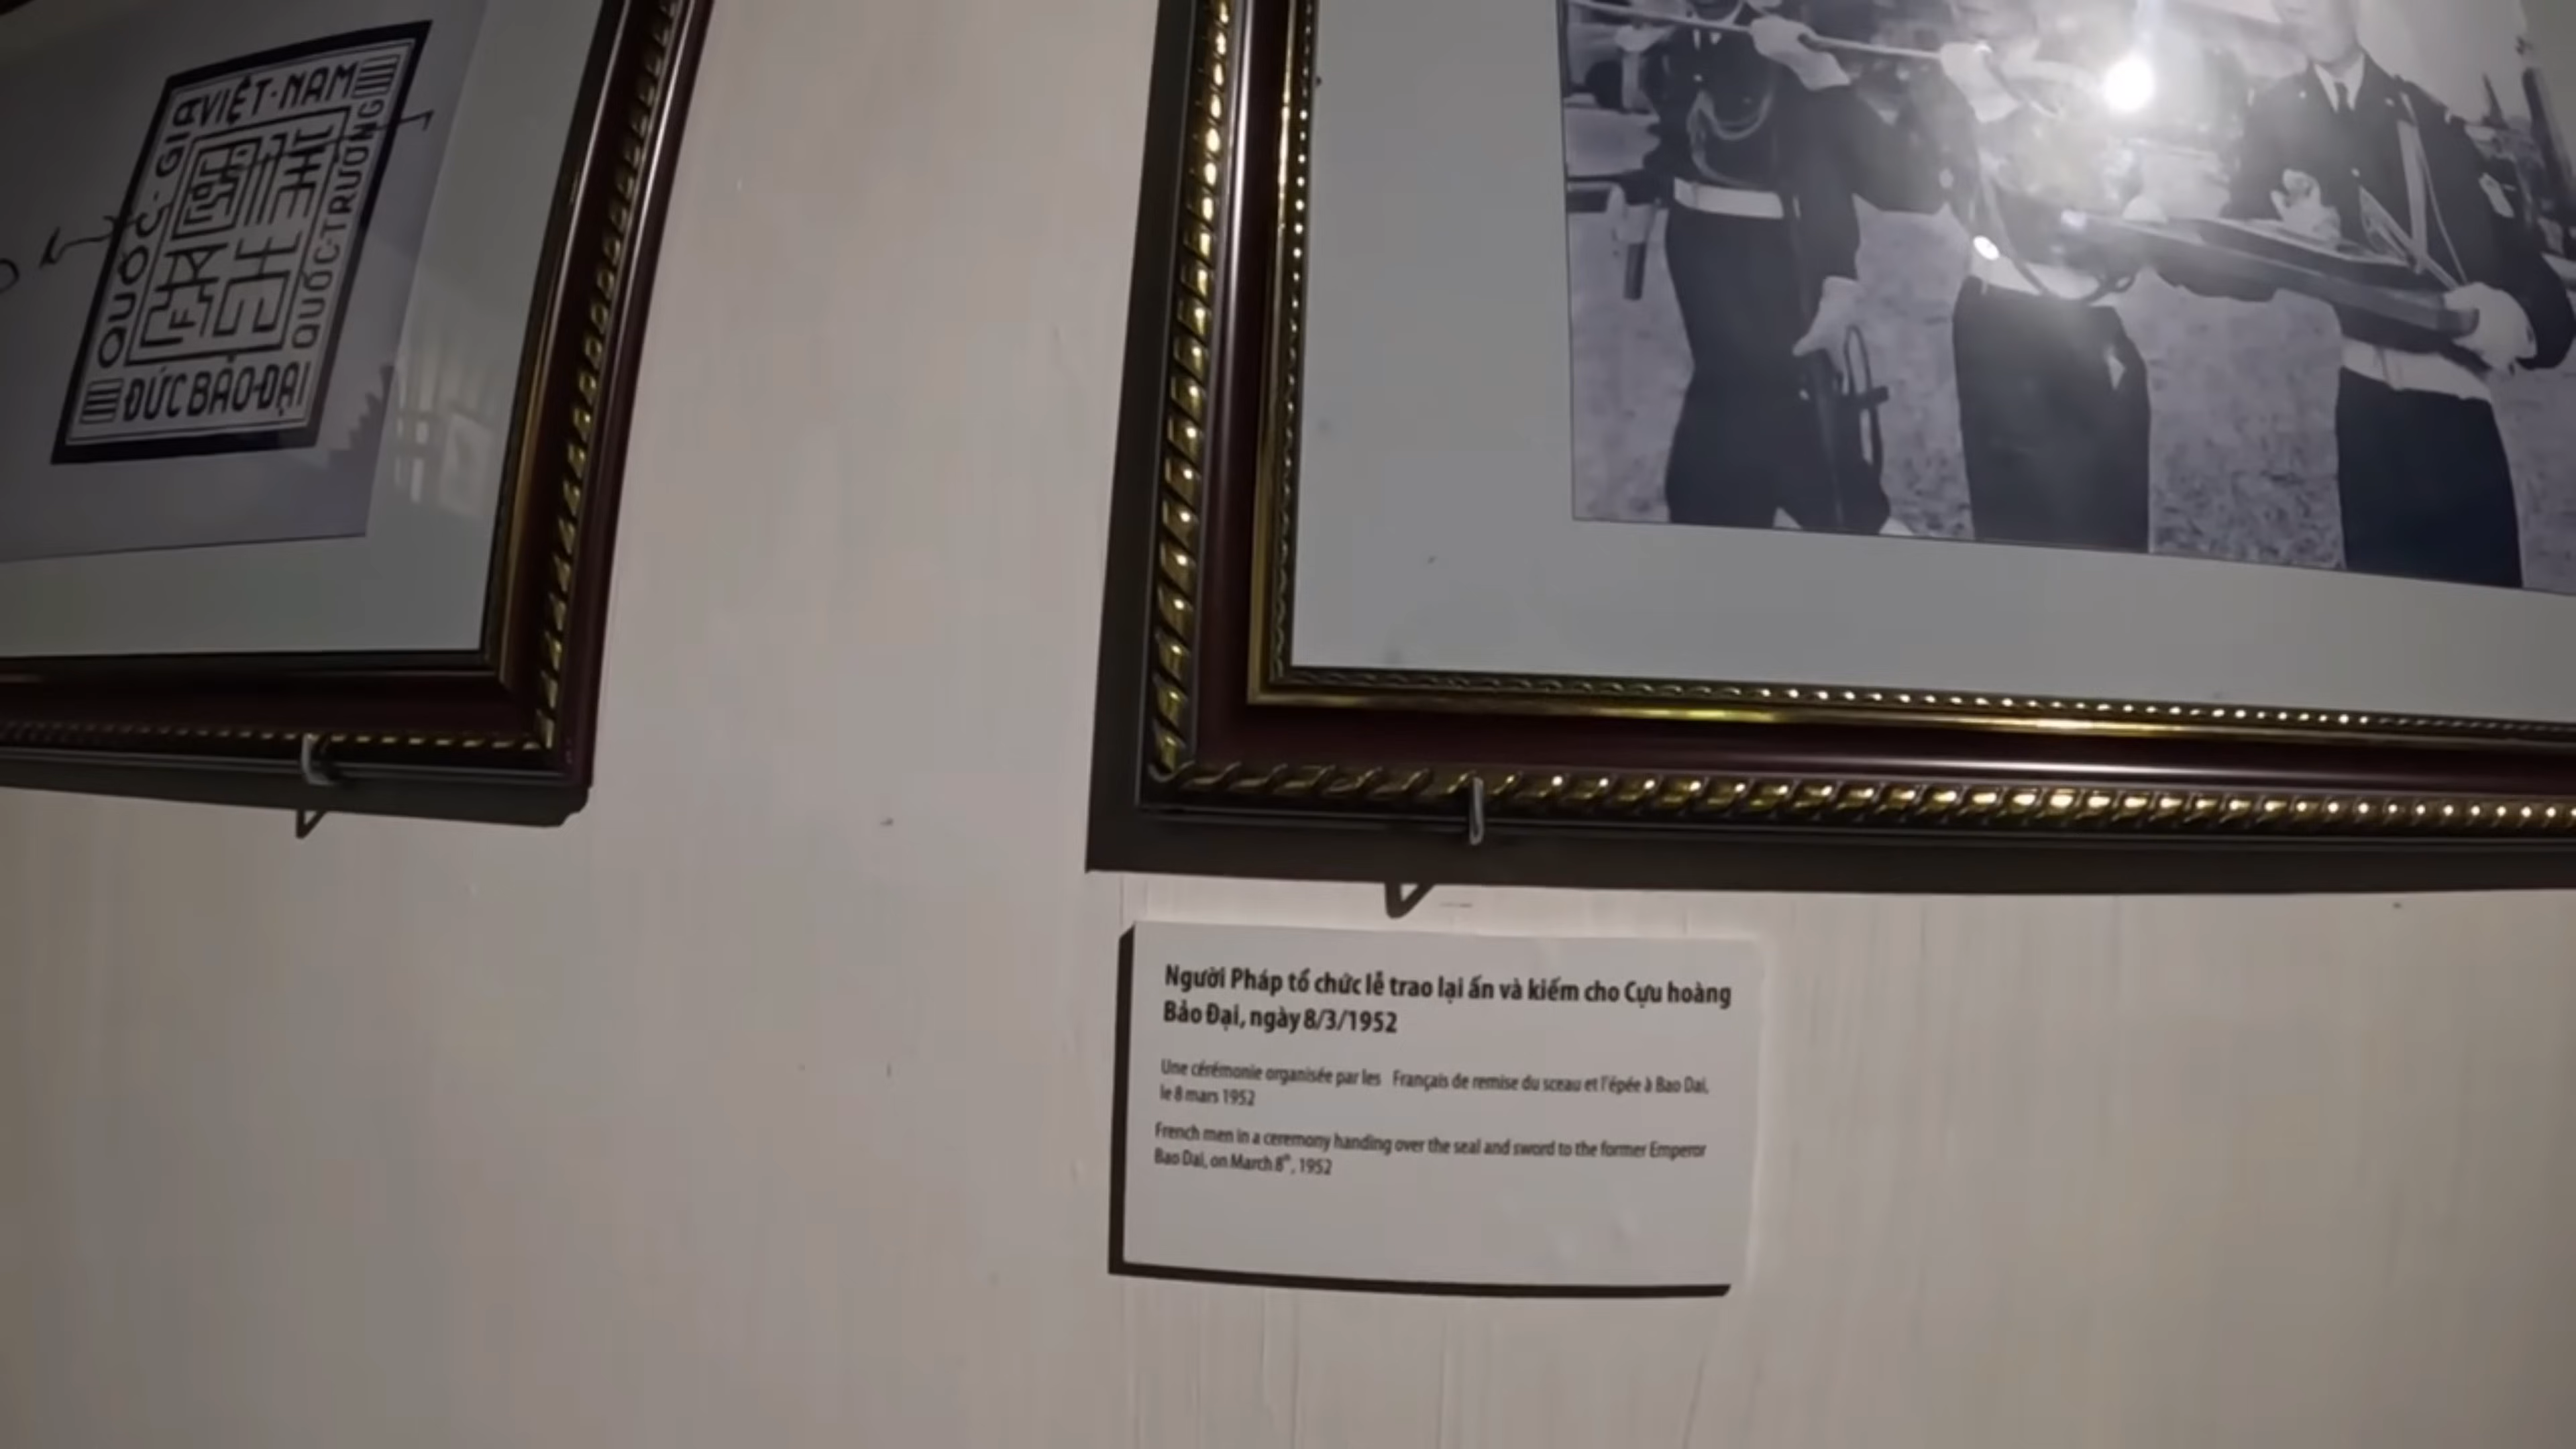 QUỐC-GIA VIỆT-NAM
ĐỨC BẢO-ĐẠI QUỐC-TRƯỞNG
Người Pháp tổ chức lễ trao lại ấn và kiếm cho Cựu hoàng
Bảo Đại, ngày 8/3/1952
Une cérémonie organisée par les Français de remise du sceau et l'épée à Bao Dai,
le 8 mars 1952
French men in a ceremony handing over the seal and sword to the former Emperor
Bao Dai, on March 8th, 1952